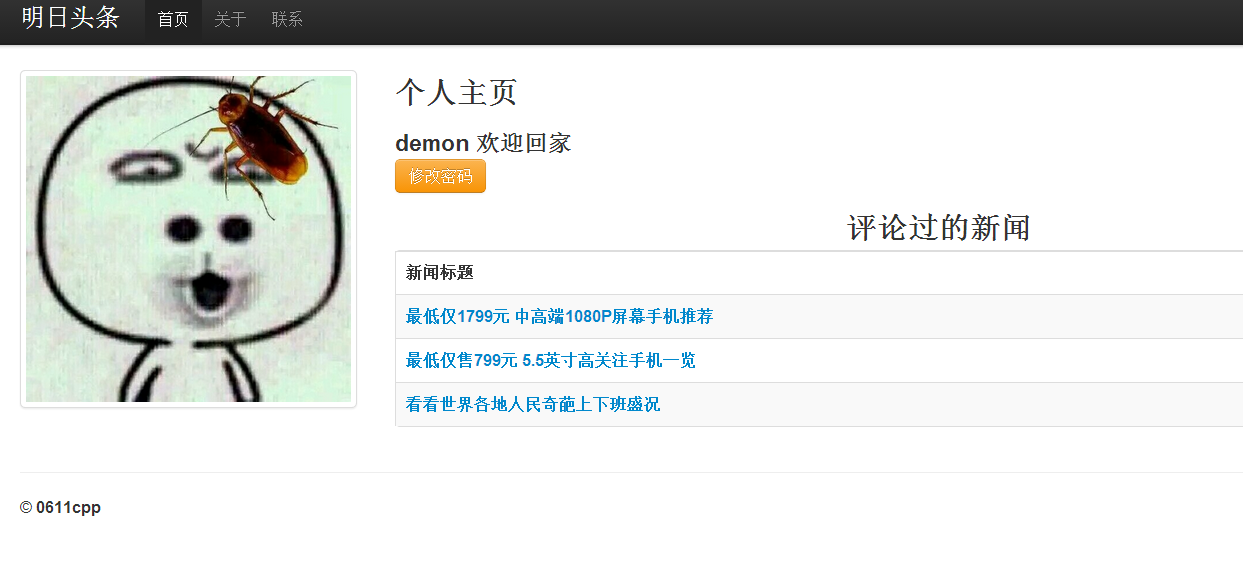 明日头条 首页 关于 联系
个人主页
demon 欢迎回家
修改密码
评论过的新闻
新闻标题
最低仅1799元 中高端1080P屏幕手机推荐
最低仅售799元 5.5英寸高关注手机一览
看看世界各地人民奇葩上下班盛况
© 0611cpp